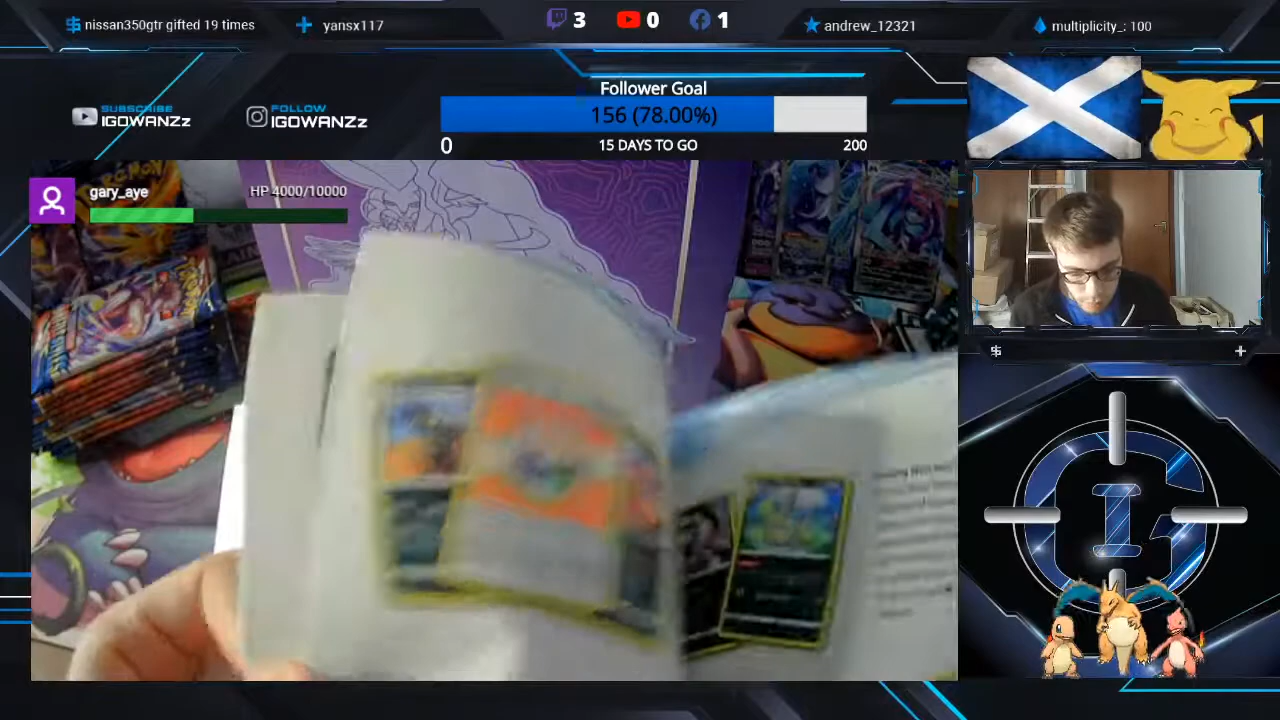 nissan350gtr gifted 19 times
yansx117
3
0
1
andrew_12321
multiplicity_: 100
SUBSCRIBE
IGOWANZz
FOLLOW
IGOWANZz
Follower Goal
156 (78.00%)
0
15 DAYS TO GO
200
gary_aye
HP 4000/10000
G
I